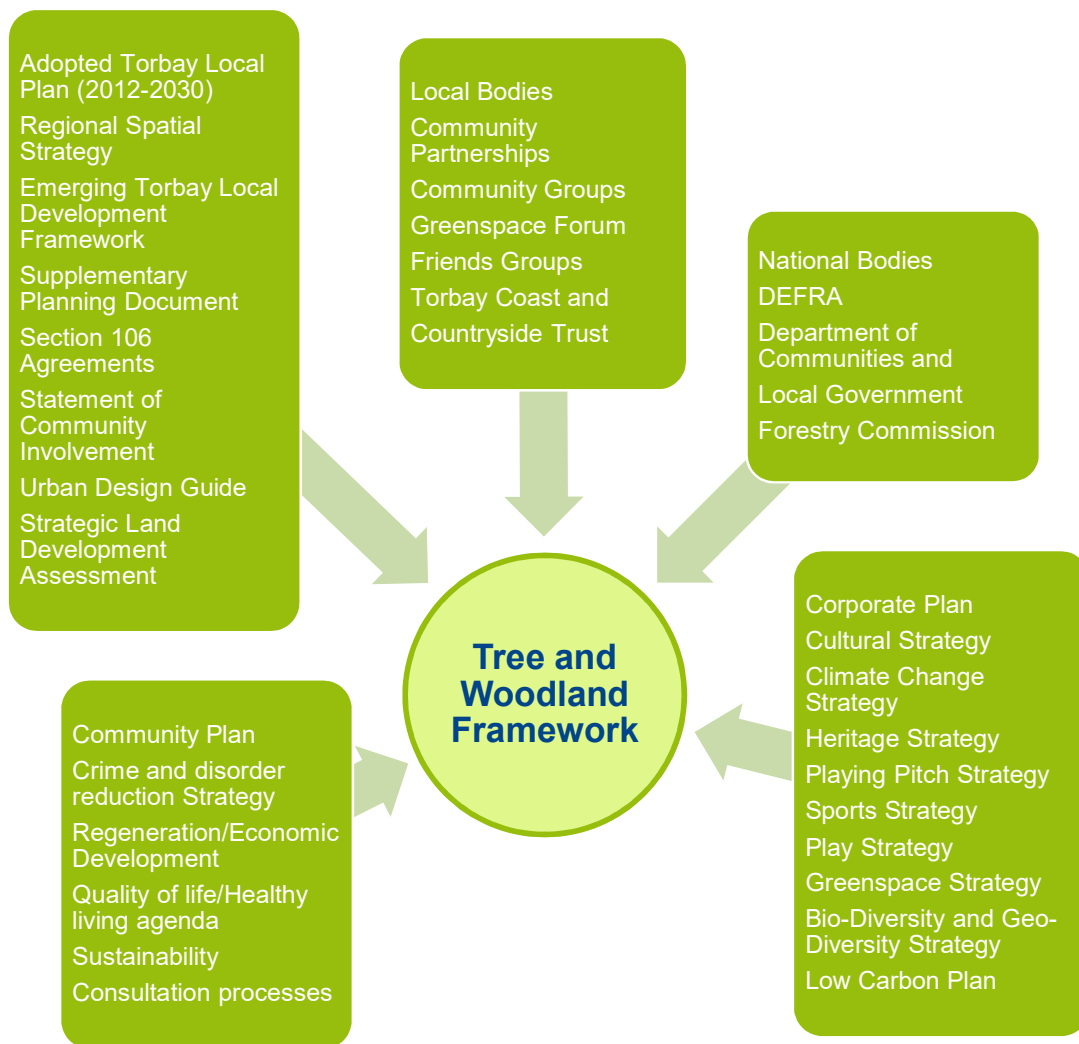 Adopted Torbay Local
Plan (2012-2030)
Regional Spatial
Strategy
Emerging Torbay Local
Development
Framework
Supplementary
Planning Document
Section 106
Agreements
Statement of
Community
Involvement
Urban Design Guide
Strategic Land
Development
Assessment
Local Bodies
Community
Partnerships
Community Groups
Greenspace Forum
Friends Groups
Torbay Coast and
Countryside Trust
National Bodies
DEFRA
Department of
Communities and
Local Government
Forestry Commission
Tree and
Woodland
Framework
Community Plan
Crime and disorder
reduction Strategy
Regeneration/Economic
Development
Quality of life/Healthy
living agenda
Sustainability
Consultation processes
Corporate Plan
Cultural Strategy
Climate Change
Strategy
Heritage Strategy
Playing Pitch Strategy
Sports Strategy
Play Strategy
Greenspace Strategy
Bio-Diversity and Geo-
Diversity Strategy
Low Carbon Plan